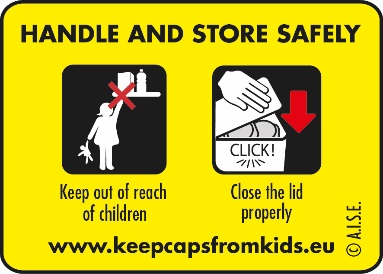 HANDLE AND STORE SAFELY
CLICK!
Keep out of reach
of children
Close the lid
properly
www.keepcapsfromkids.eu
© A.I.S.E.